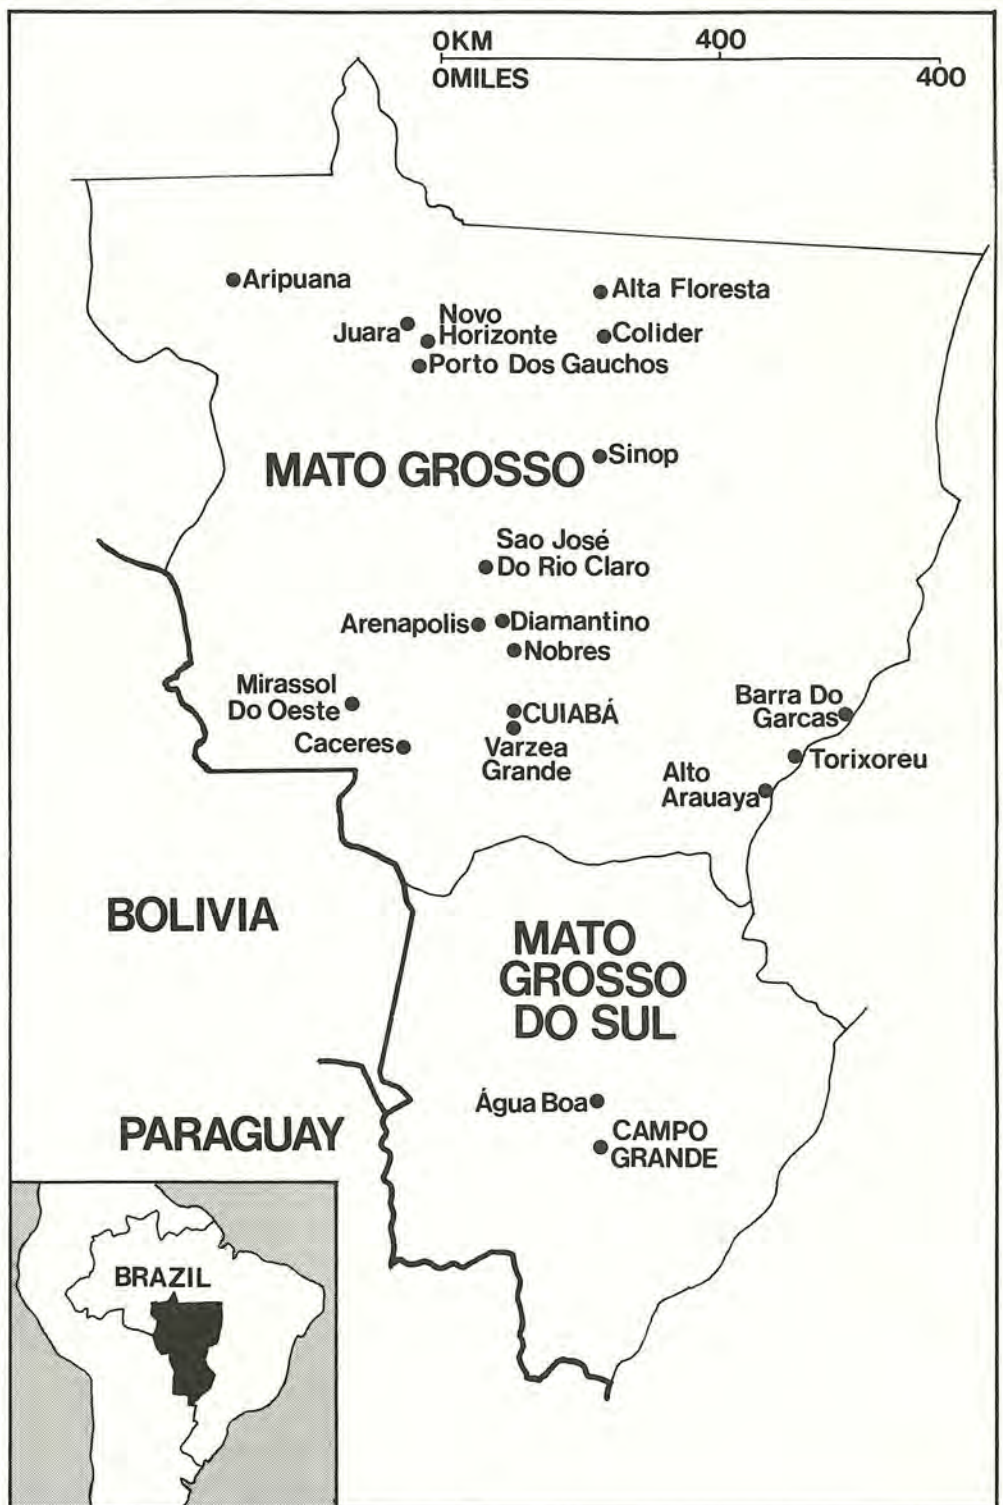 0KM 400
0MILES 400
Aripuana
Alta Floresta
Novo
Juara Horizonte
Colider
Porto Dos Gauchos
MATO GROSSO
Sinop
Sao José
Do Rio Claro
Arenapolis
Diamantino
Nobres
Mirassol
Do Oeste
CUIABÁ
Barra Do
Garcas
Caceres
Varzea
Grande
Torixoreu
Alto
Arauaya
BOLIVIA
MATO
GROSSO
DO SUL
Água Boa
PARAGUAY
CAMPO
GRANDE
BRAZIL